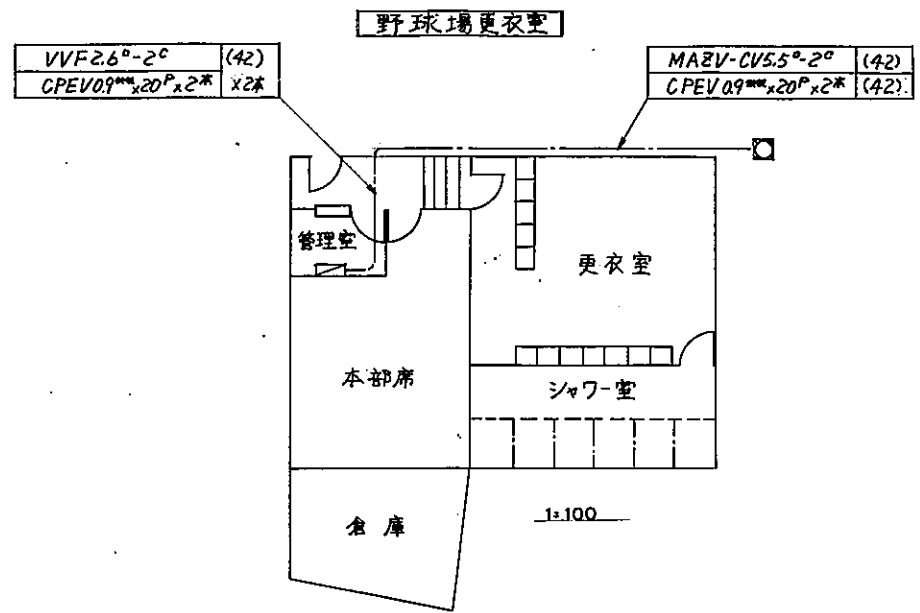 野球場更衣室
VVF2.6□-2C (42)
CPEV0.9mm×20P×2本 ×2本
MAZV-CV5.5□-2C (42)
CPEV0.9mm×20P×2本 (42)
管理室
更衣室
本部席
シャワー室
倉庫
1:100